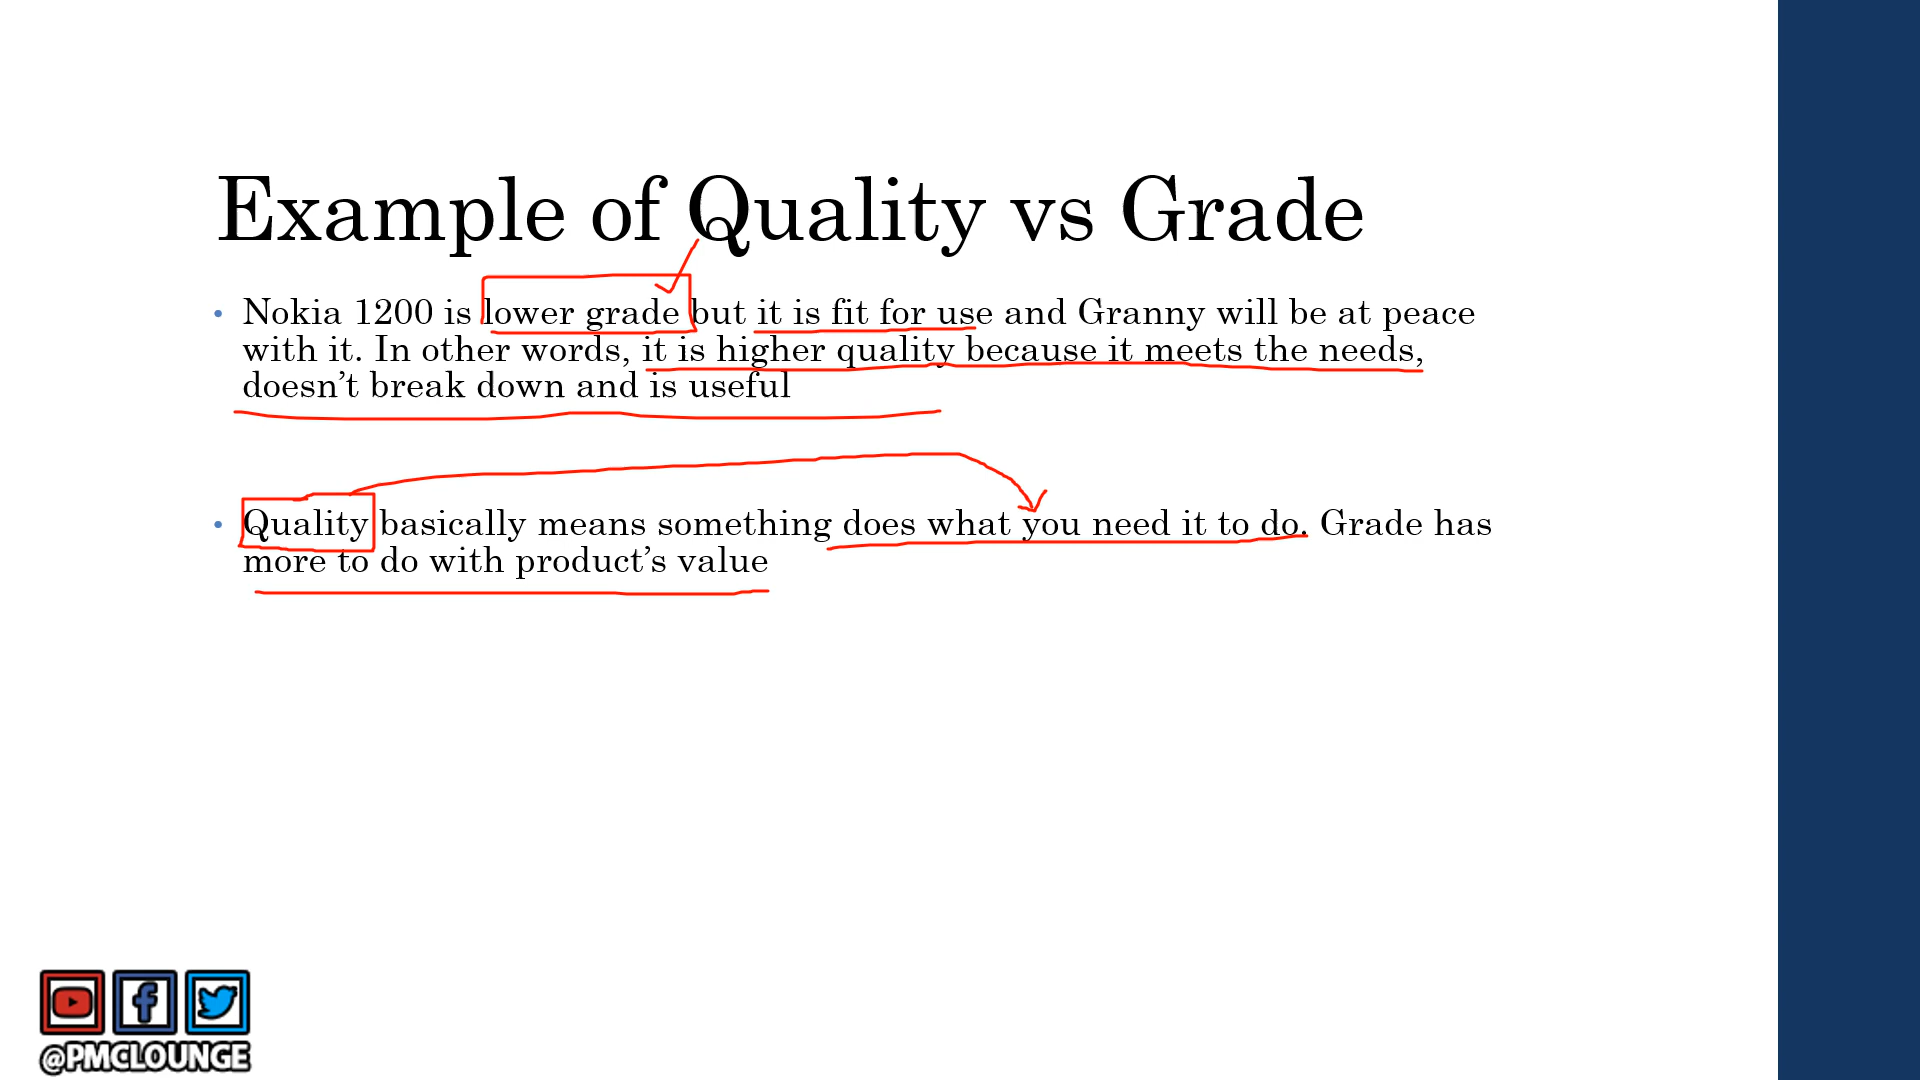 Example of Quality vs Grade
• Nokia 1200 is lower grade but it is fit for use and Granny will be at peace
with it. In other words, it is higher quality because it meets the needs,
doesn’t break down and is useful
• Quality basically means something does what you need it to do. Grade has
more to do with product’s value
@PMCLOUNGE